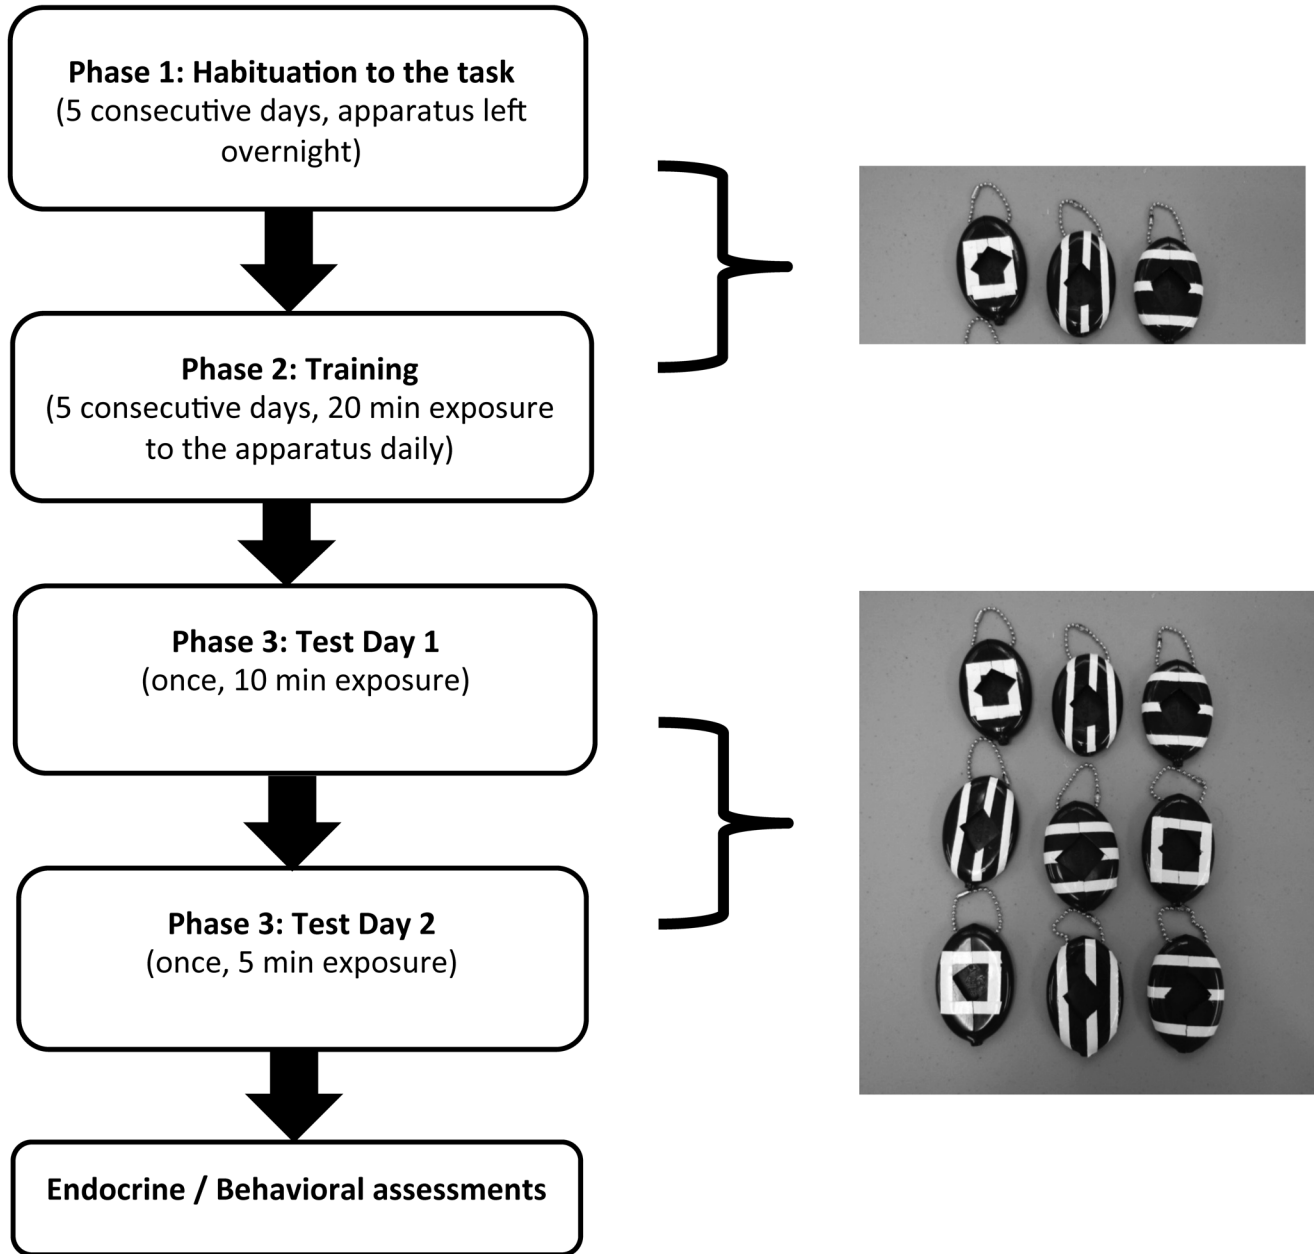 Phase 1: Habituation to the task
(5 consecutive days, apparatus left
overnight)
Phase 2: Training
(5 consecutive days, 20 min exposure
to the apparatus daily)
Phase 3: Test Day 1
(once, 10 min exposure)
Phase 3: Test Day 2
(once, 5 min exposure)
Endocrine / Behavioral assessments